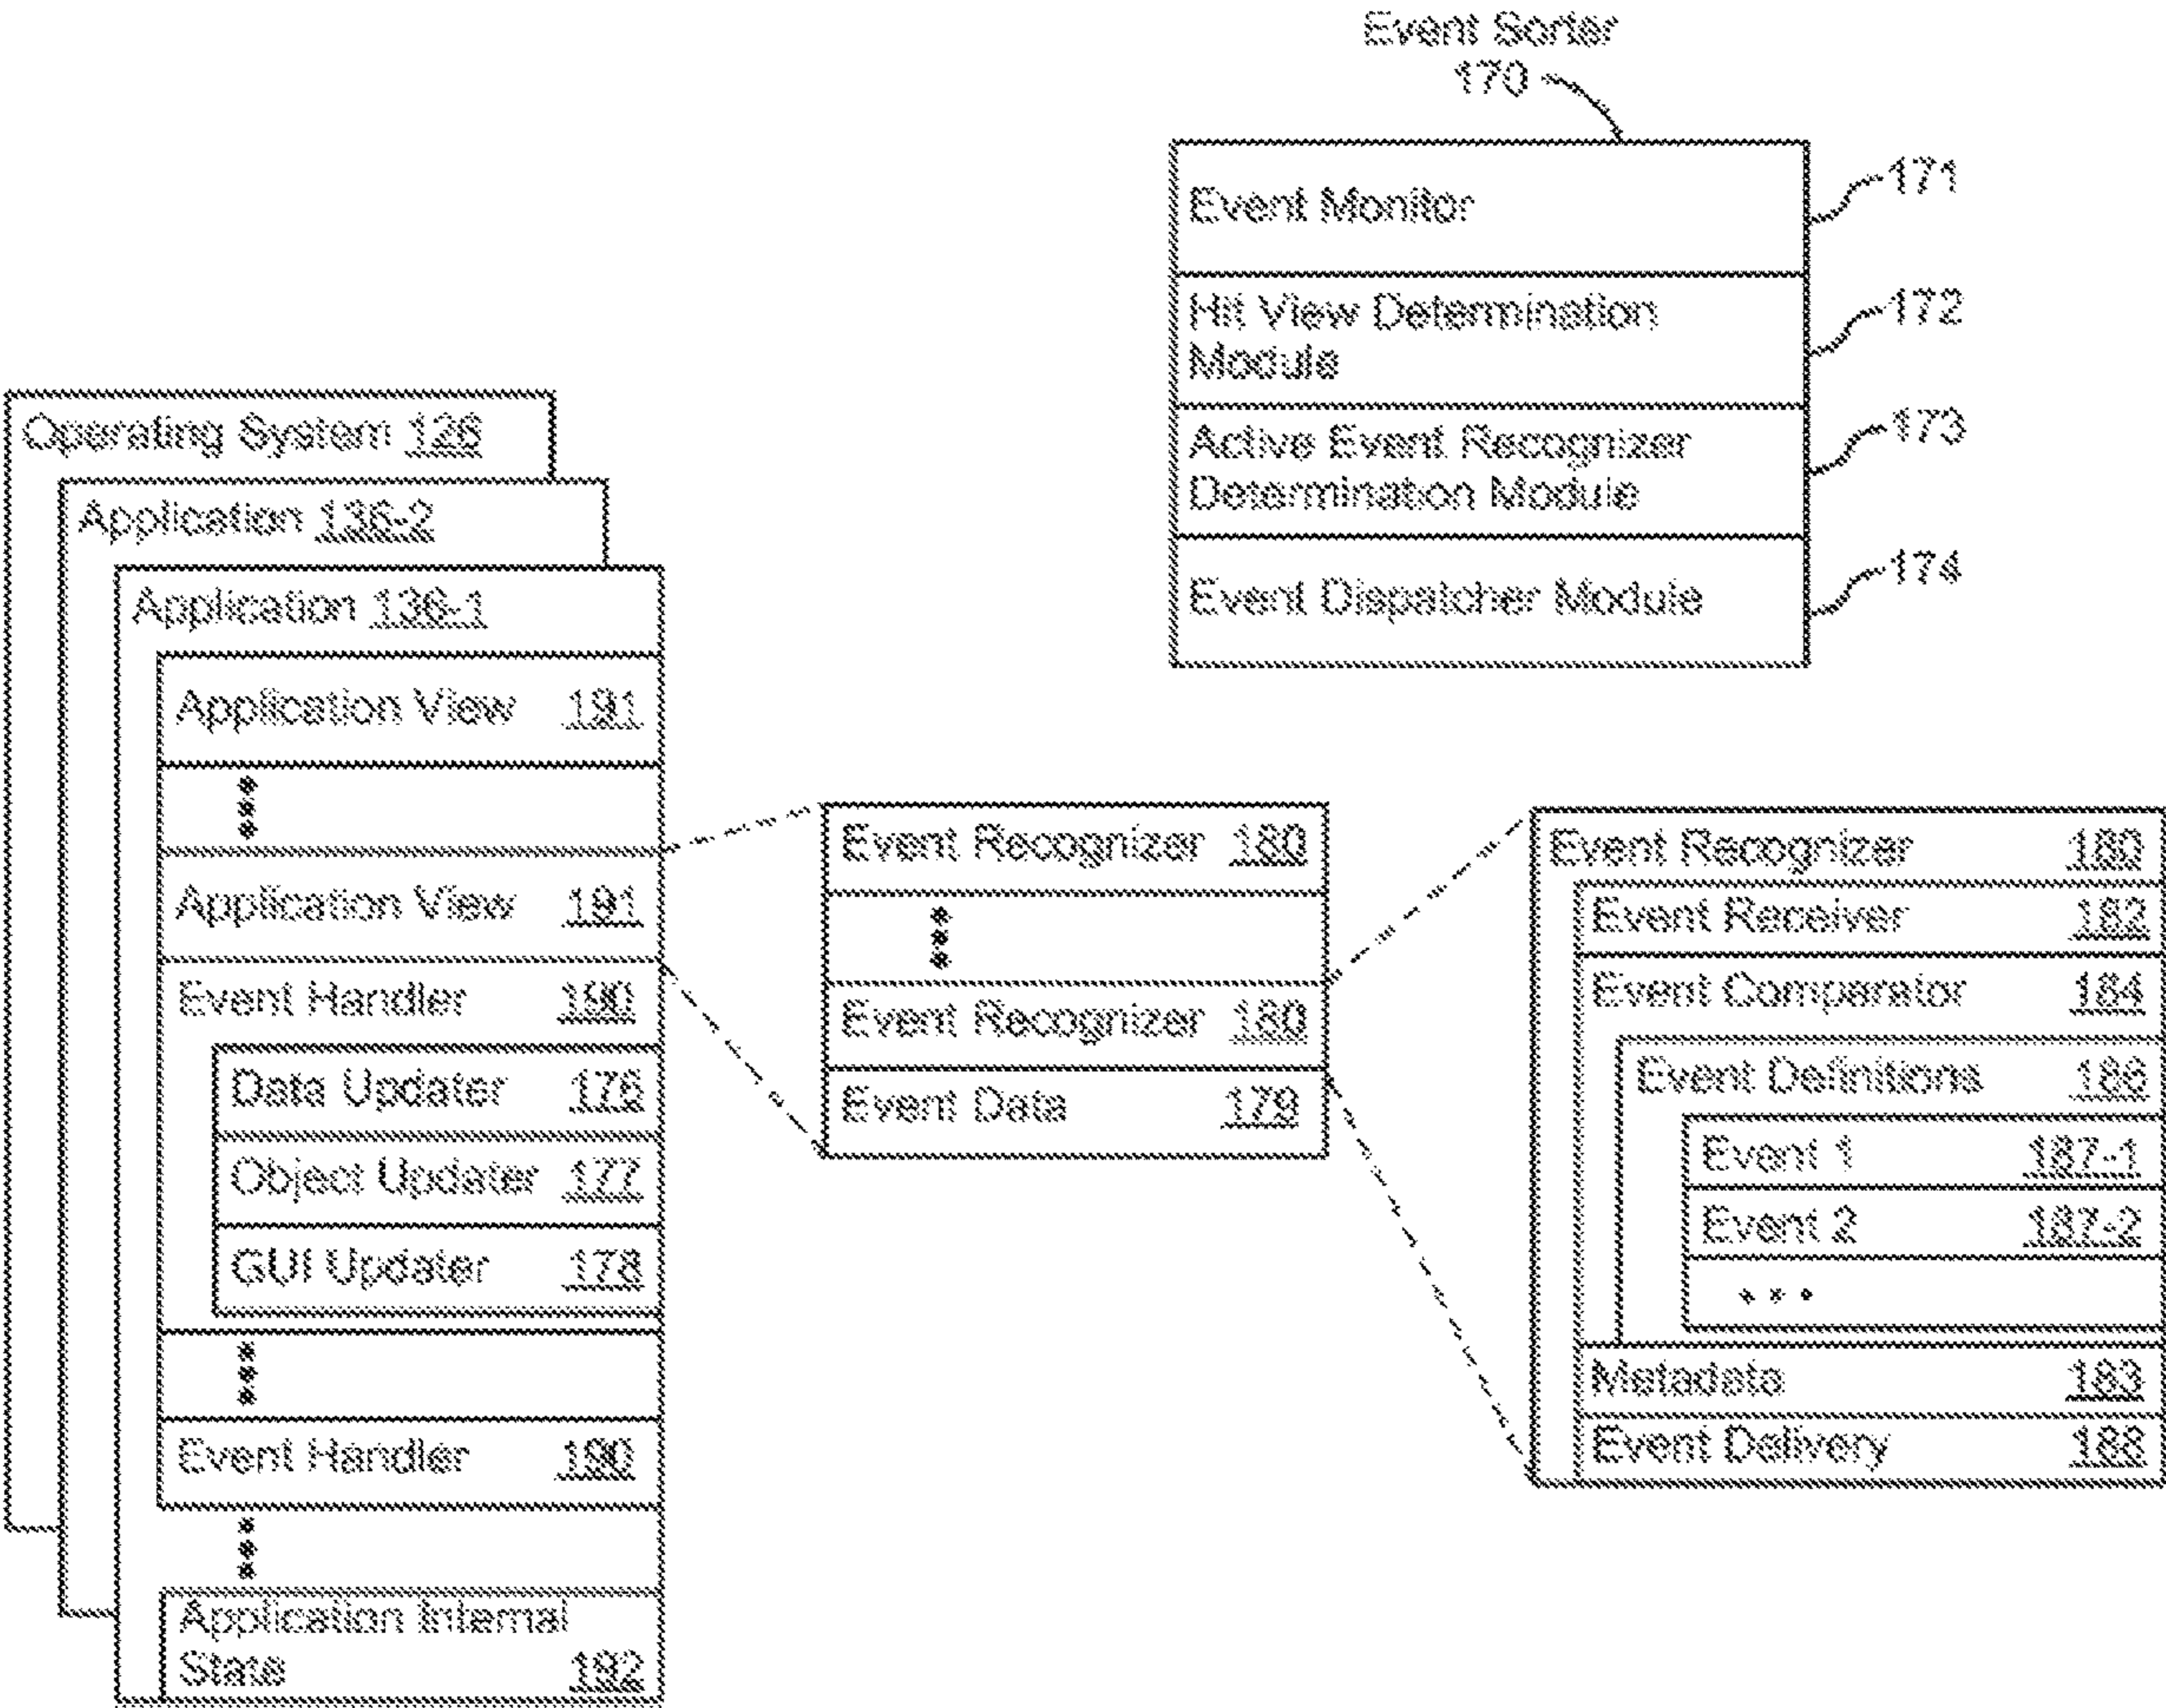 Event Sorter
170
Event Monitor
171
Hit View Determination
Module
172
Active Event Recognizer
Determination Module
173
Event Dispatcher Module
174
Operating System 126
Application 136-2
Application 136-1
Application View 191
Application View 191
Event Handler 190
Data Updater 176
Object Updater 177
GUI Updater 178
Event Handler 190
Application Internal
State 192
Event Recognizer 180
Event Recognizer 180
Event Data 179
Event Recognizer 180
Event Receiver 182
Event Comparator 184
Event Definitions 186
Event 1 187-1
Event 2 187-2
• • •
Metadata 183
Event Delivery 188